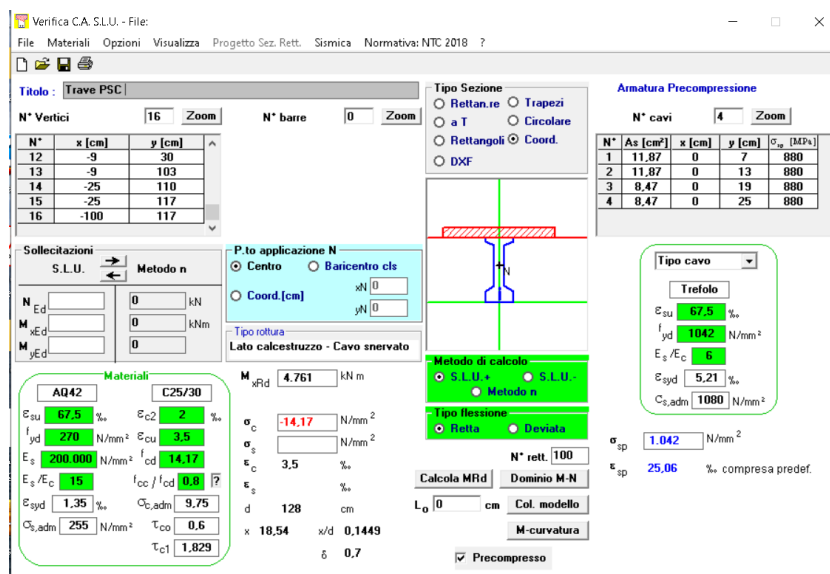 Verifica C.A. S.L.U. - File:
File Materiali Opzioni Visualizza Progetto Sez. Rett. Sismica Normativa: NTC 2018 ?
Titolo : Trave PSC
N° Vertici 16 Zoom N° barre 0 Zoom
N° x [cm] y [cm]
12 -9 30
13 -9 103
14 -25 110
15 -25 117
16 -100 117
Tipo Sezione
Rettan.re Trapezi
a T Circolare
Rettangoli Coord.
DXF
Armatura Precompressione
N° cavi 4 Zoom
N° As [cm²] x [cm] y [cm] σsp [MPa]
1 11,87 0 7 880
2 11,87 0 13 880
3 8,47 0 19 880
4 8,47 0 25 880
Sollecitazioni
S.L.U. Metodo n
N Ed 0 kN
M xEd 0 kNm
M yEd 0
P.to applicazione N
Centro Baricentro cls
Coord.[cm] xN 0
yN 0
Tipo rottura
Lato calcestruzzo - Cavo snervato
N
Tipo cavo
Trefolo
εsu 67,5 ‰
fyd 1042 N/mm²
Es /Ec 6
εsyd 5,21 ‰
σs,adm 1080 N/mm²
Materiali
AQ42 C25/30
εsu 67,5 ‰ εc2 2 ‰
fyd 270 N/mm² εcu 3,5
Es 200.000 N/mm² fcd 14,17
Es /Ec 15 fcc / fcd 0,8 ?
εsyd 1,35 ‰ σc,adm 9,75
σs,adm 255 N/mm² τco 0,6
τc1 1,829
M xRd 4.761 kN m
σc -14,17 N/mm²
σs N/mm²
εc 3,5 ‰
εs ‰
d 128 cm
x 18,54 x/d 0,1449
δ 0,7
Metodo di calcolo
S.L.U.+ S.L.U.-
Metodo n
Tipo flessione
Retta Deviata
N° rett. 100
Calcola MRd Dominio M-N
Lo 0 cm Col. modello
M-curvatura
Precompresso
σsp 1.042 N/mm²
εsp 25,06 ‰ compresa predef.